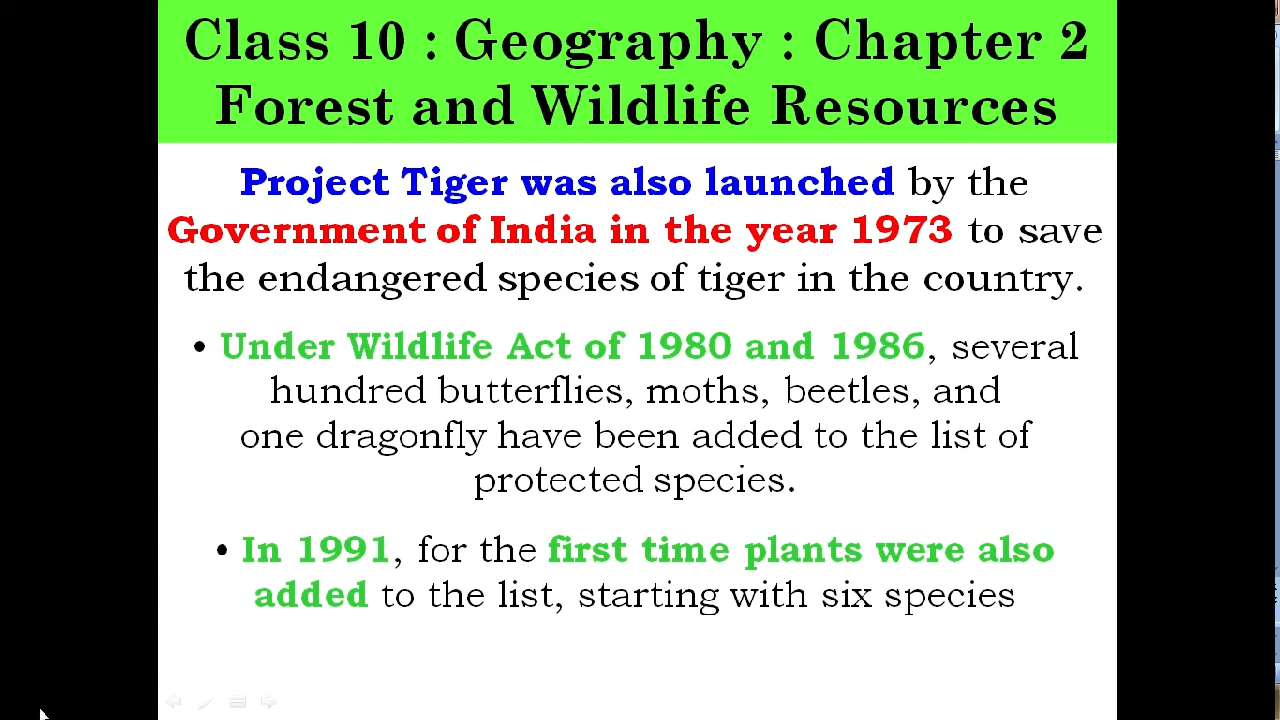 Class 10 : Geography : Chapter 2
Forest and Wildlife Resources
Project Tiger was also launched by the
Government of India in the year 1973 to save
the endangered species of tiger in the country.
• Under Wildlife Act of 1980 and 1986, several
hundred butterflies, moths, beetles, and
one dragonfly have been added to the list of
protected species.
• In 1991, for the first time plants were also
added to the list, starting with six species